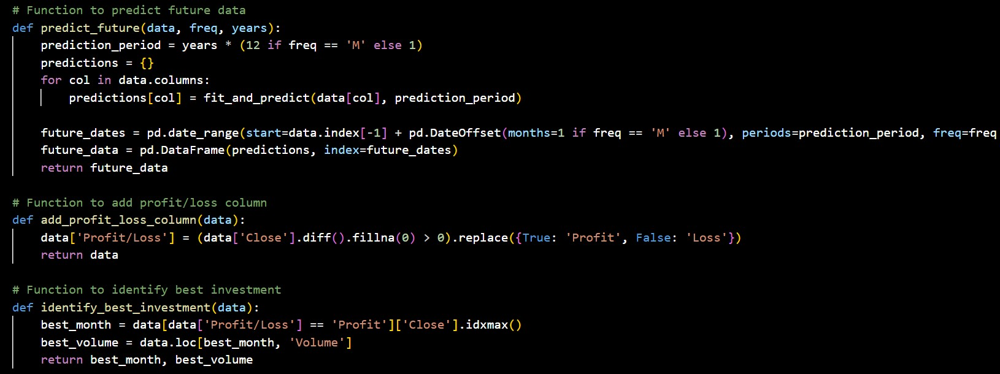 # Function to predict future data
def predict_future(data, freq, years):
    prediction_period = years * (12 if freq == 'M' else 1)
    predictions = {}
    for col in data.columns:
        predictions[col] = fit_and_predict(data[col], prediction_period)
    future_dates = pd.date_range(start=data.index[-1] + pd.DateOffset(months=1 if freq == 'M' else 1), periods=prediction_period, freq=freq
    future_data = pd.DataFrame(predictions, index=future_dates)
    return future_data
# Function to add profit/loss column
def add_profit_loss_column(data):
    data['Profit/Loss'] = (data['Close'].diff().fillna(0) > 0).replace({True: 'Profit', False: 'Loss'})
    return data
# Function to identify best investment
def identify_best_investment(data):
    best_month = data[data['Profit/Loss'] == 'Profit']['Close'].idxmax()
    best_volume = data.loc[best_month, 'Volume']
    return best_month, best_volume